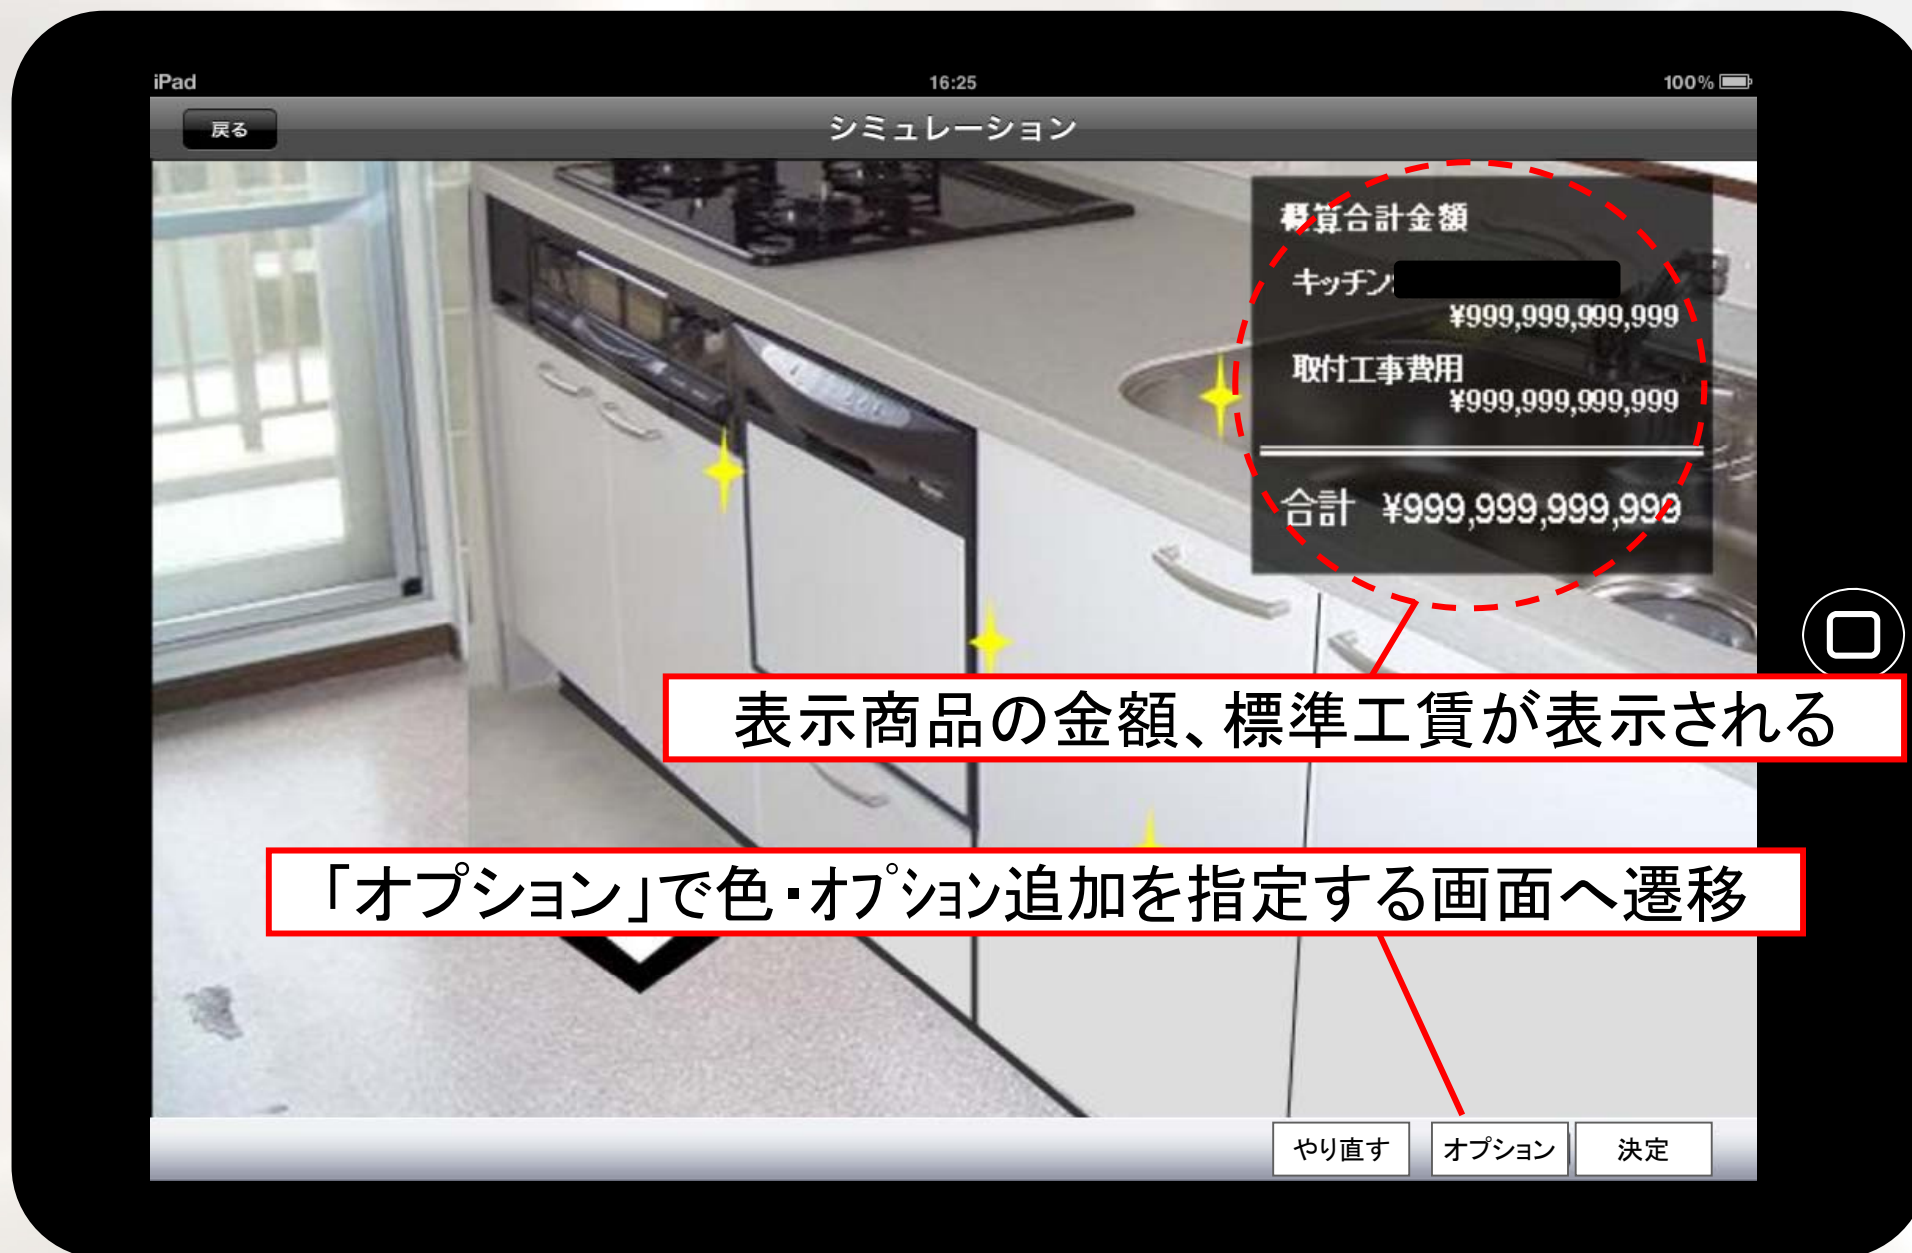 iPad
16:25
100%
戻る
シミュレーション
概算合計金額
キッチン
¥999,999,999,999
取付工事費用
¥999,999,999,999
合計 ¥999,999,999,999
表示商品の金額、標準工賃が表示される
「オプション」で色・オプション追加を指定する画面へ遷移
やり直す
オプション
決定